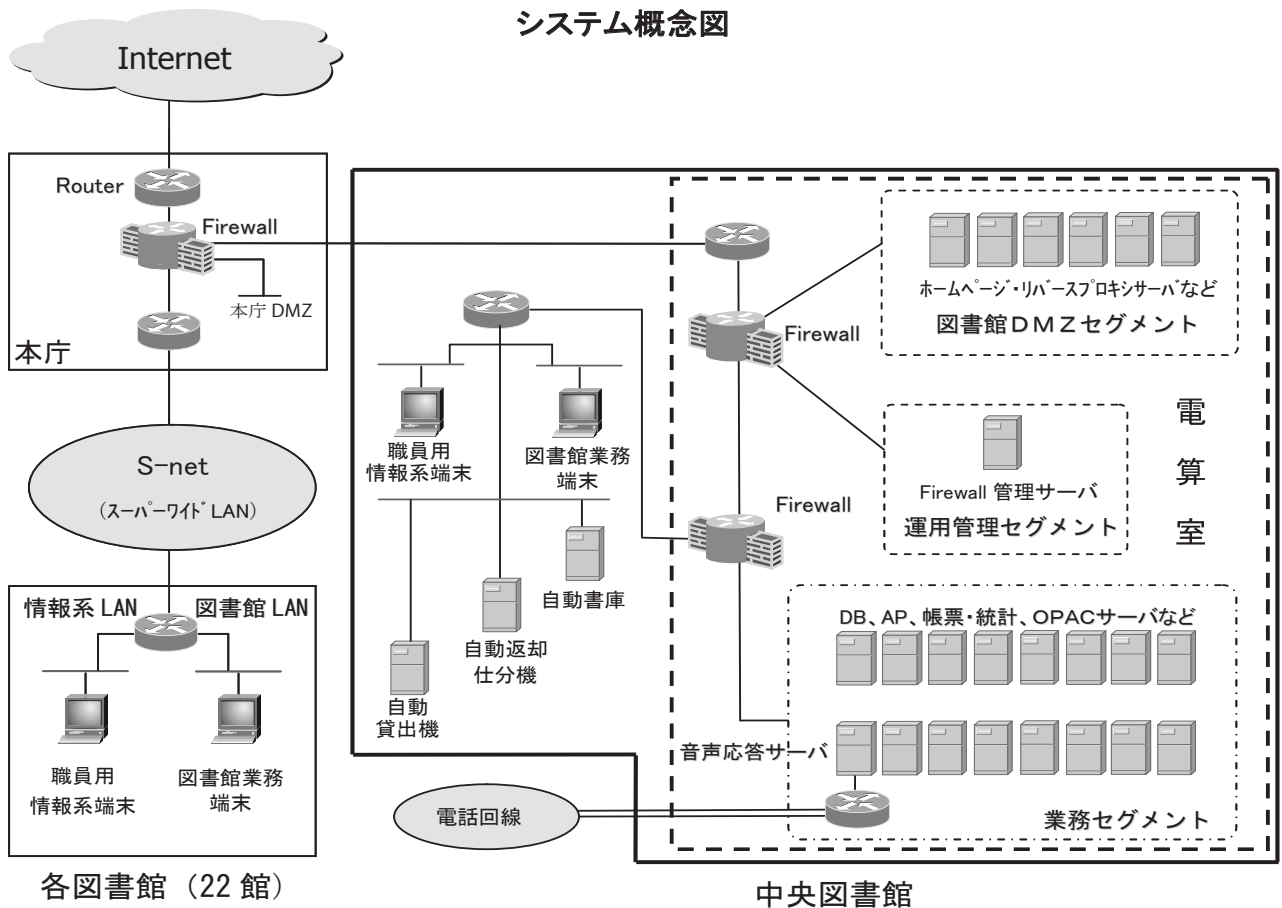 システム概念図
Internet
Router
Firewall
本庁 DMZ
本庁
S-net
(スーパーワイドLAN)
情報系 LAN
図書館 LAN
職員用
情報系端末
図書館業務
端末
各図書館（22 館）
職員用
情報系端末
図書館業務
端末
自動書庫
自動返却
仕分機
自動
貸出機
Firewall
Firewall
ホームページ・リバースプロキシサーバなど
図書館ＤＭＺセグメント
Firewall 管理サーバ
運用管理セグメント
電
算
室
DB、AP、帳票・統計、OPACサーバなど
音声応答サーバ
業務セグメント
電話回線
中央図書館